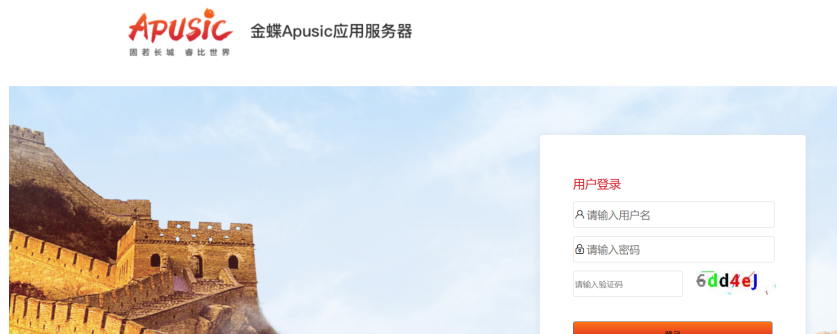 APUSIC
固若长城 睿比世界
金蝶Apusic应用服务器
用户登录
请输入用户名
请输入密码
请输入验证码
6dd4eJ
登录